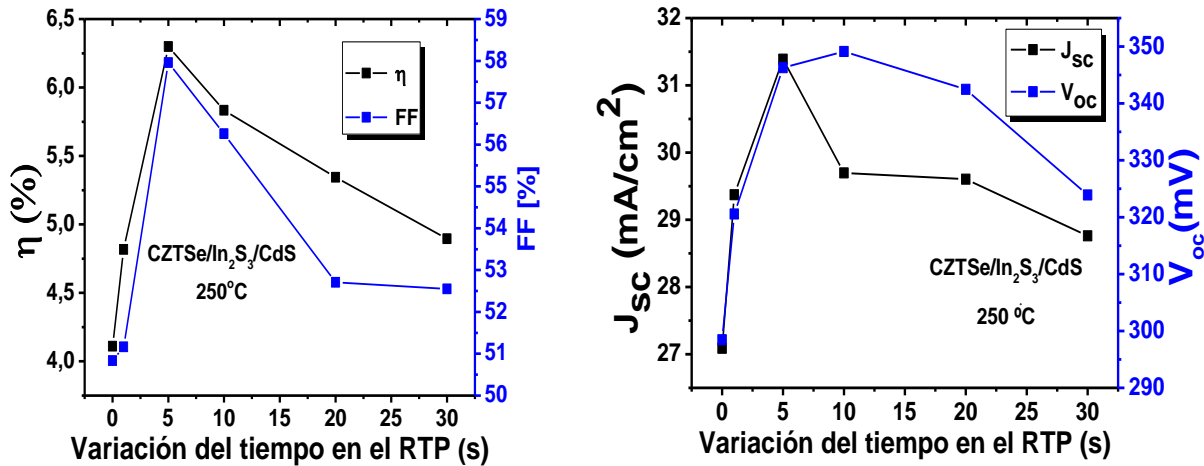 6,5
6,0
5,5
5,0
4,5
4,0
η (%)
59
58
57
56
55
54
53
52
51
50
FF [%]
η
FF
CZTSe/In2S3/CdS
250°C
0 5 10 15 20 25 30
Variación del tiempo en el RTP (s)
32
31
30
29
28
27
Jsc (mA/cm²)
350
340
330
320
310
300
290
Voc (mV)
Jsc
Voc
CZTSe/In2S3/CdS
250 ºC
0 5 10 15 20 25 30
Variación del tiempo en el RTP (s)